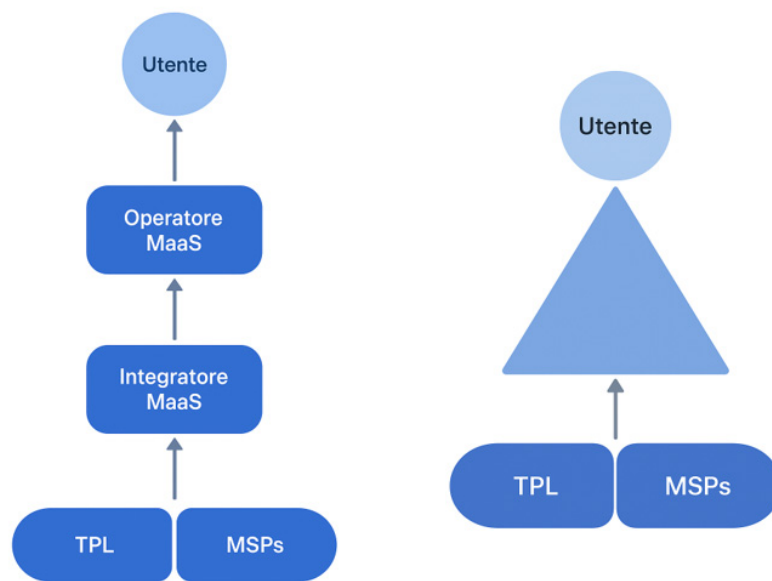 Utente
Operatore
MaaS
Integratore
MaaS
TPL MSPs
Utente
TPL MSPs